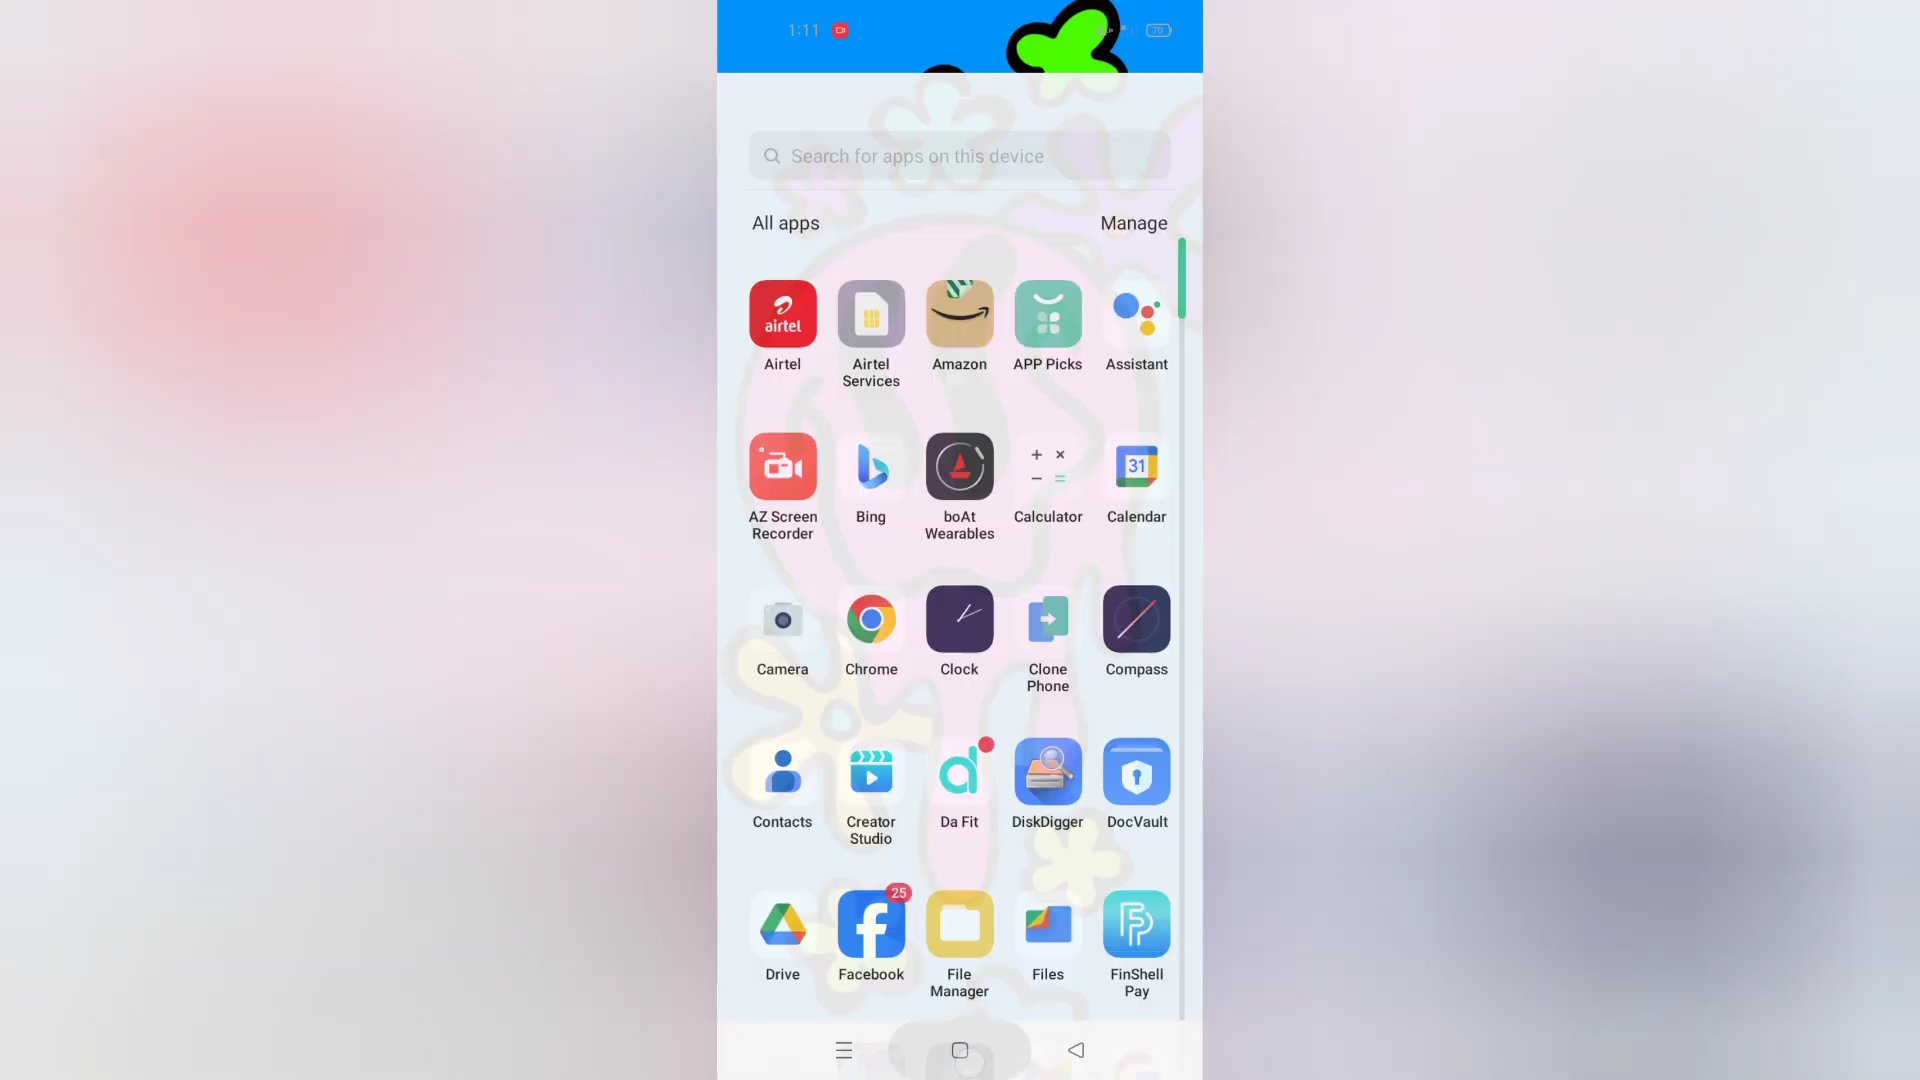 1:11
70
Search for apps on this device
All apps
Manage
airtel
Airtel
Airtel
Services
Amazon
APP Picks
Assistant
31
AZ Screen
Recorder
Bing
boAt
Wearables
Calculator
Calendar
Camera
Chrome
Clock
Clone
Phone
Compass
Contacts
Creator
Studio
Da Fit
DiskDigger
DocVault
25
Drive
Facebook
File
Manager
Files
FinShell
Pay